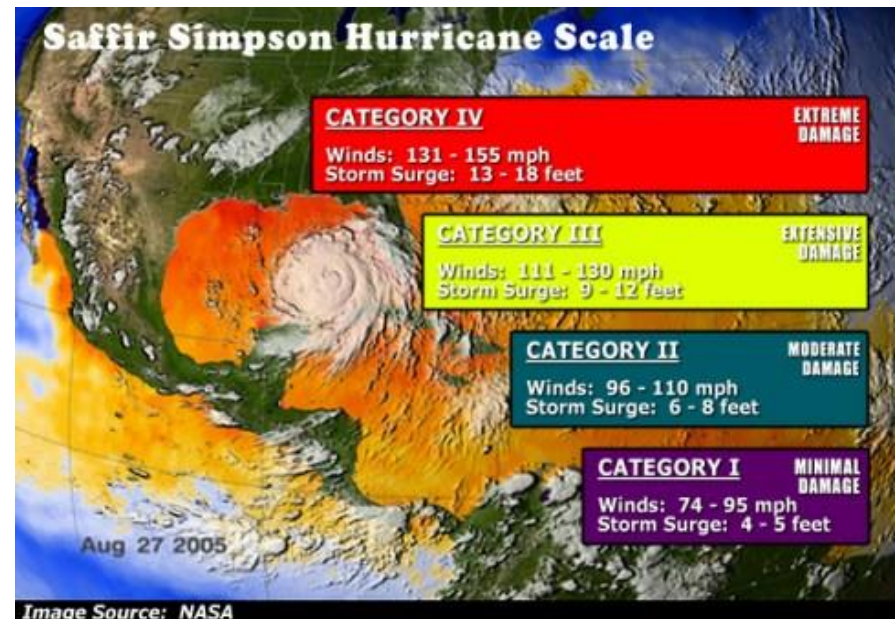 Saffir Simpson Hurricane Scale
CATEGORY IV
EXTREME
DAMAGE
Winds: 131 - 155 mph
Storm Surge: 13 - 18 feet
CATEGORY III
EXTENSIVE
DAMAGE
Winds: 111 - 130 mph
Storm Surge: 9 - 12 feet
CATEGORY II
MODERATE
DAMAGE
Winds: 96 - 110 mph
Storm Surge: 6 - 8 feet
CATEGORY I
MINIMAL
DAMAGE
Winds: 74 - 95 mph
Storm Surge: 4 - 5 feet
Aug 27 2005
Image Source: NASA